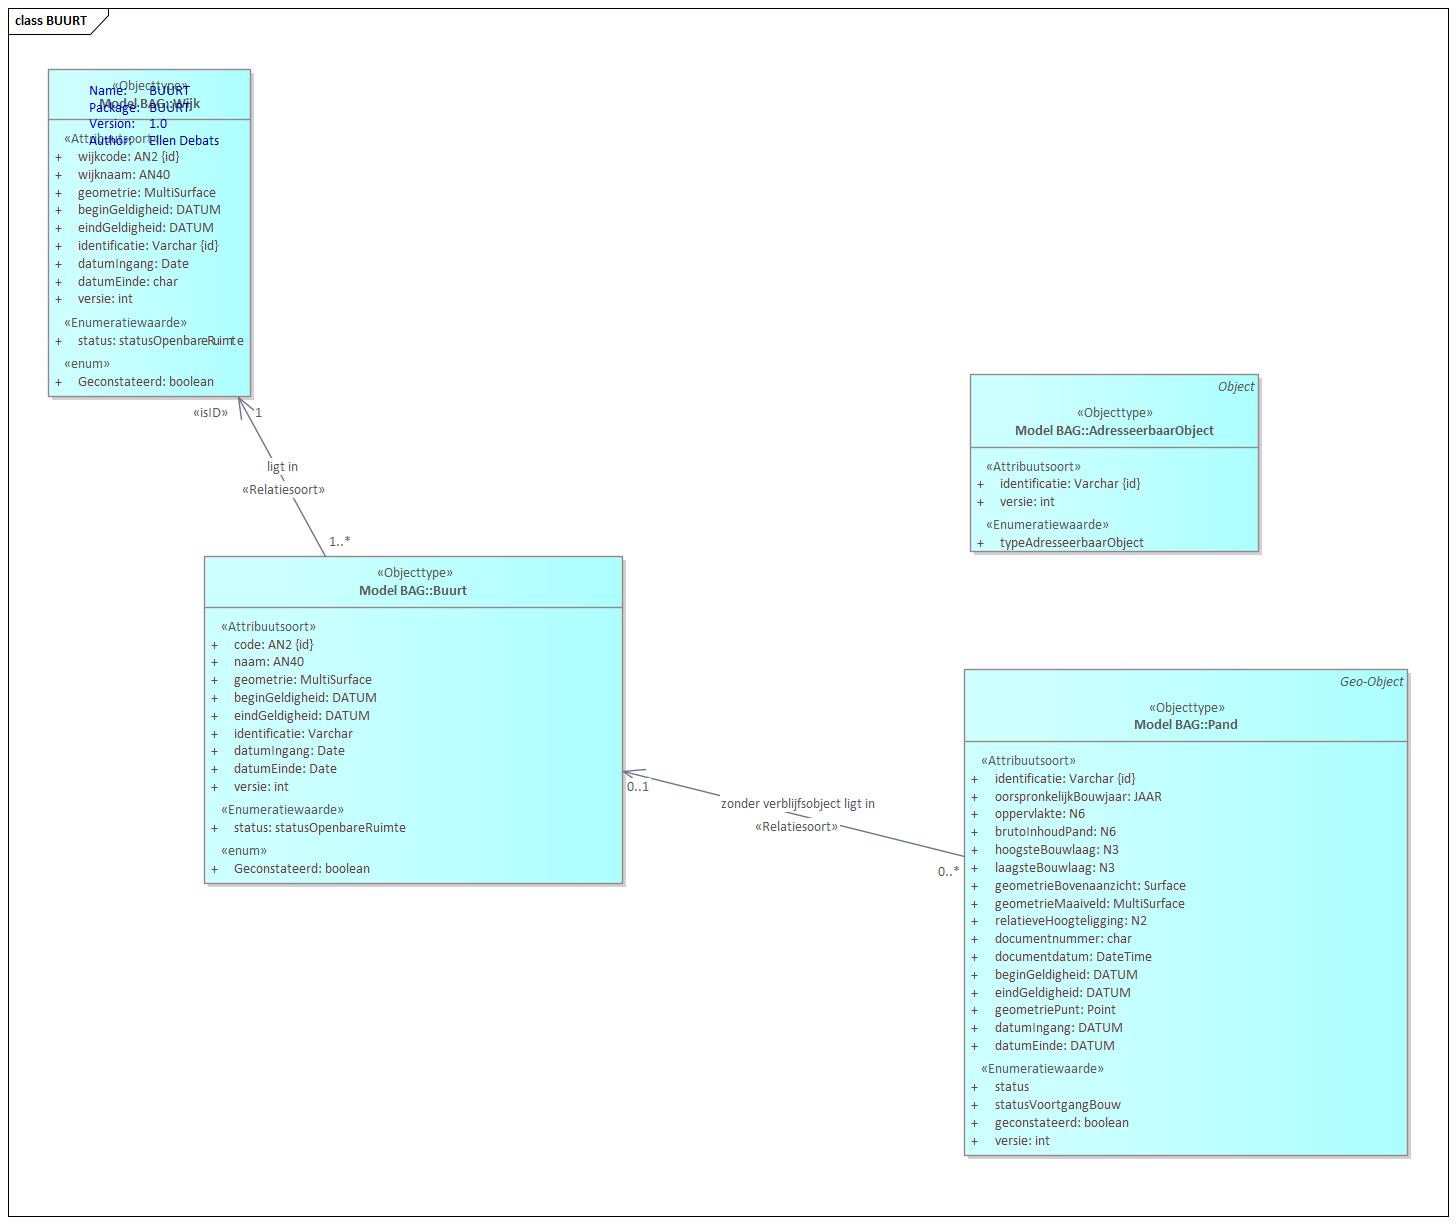 class BUURT
«Objecttype»
Model BAG::Wijk
Name: BUURT
Package: BUURT
Version: 1.0
Author: Ellen Debats
«Attribuutsoort»
+ wijkcode: AN2 {id}
+ wijknaam: AN40
+ geometrie: MultiSurface
+ beginGeldigheid: DATUM
+ eindGeldigheid: DATUM
+ identificatie: Varchar {id}
+ datumIngang: Date
+ datumEinde: char
+ versie: int
«Enumeratiewaarde»
+ status: statusOpenbareRuimte
«enum»
+ Geconstateerd: boolean
«isID» 1
ligt in
«Relatiesoort»
1..*
«Objecttype»
Model BAG::Buurt
«Attribuutsoort»
+ code: AN2 {id}
+ naam: AN40
+ geometrie: MultiSurface
+ beginGeldigheid: DATUM
+ eindGeldigheid: DATUM
+ identificatie: Varchar
+ datumIngang: Date
+ datumEinde: Date
+ versie: int
«Enumeratiewaarde»
+ status: statusOpenbareRuimte
«enum»
+ Geconstateerd: boolean
0..1
zonder verblijfsobject ligt in
«Relatiesoort»
0..*
Object
«Objecttype»
Model BAG::AdresseerbaarObject
«Attribuutsoort»
+ identificatie: Varchar {id}
+ versie: int
«Enumeratiewaarde»
+ typeAdresseerbaarObject
Geo-Object
«Objecttype»
Model BAG::Pand
«Attribuutsoort»
+ identificatie: Varchar {id}
+ oorspronkelijkBouwjaar: JAAR
+ oppervlakte: N6
+ brutoInhoudPand: N6
+ hoogsteBouwlaag: N3
+ laagsteBouwlaag: N3
+ geometrieBovenaanzicht: Surface
+ geometrieMaaiveld: MultiSurface
+ relatieveHoogteligging: N2
+ documentnummer: char
+ documentdatum: DateTime
+ beginGeldigheid: DATUM
+ eindGeldigheid: DATUM
+ geometriePunt: Point
+ datumIngang: DATUM
+ datumEinde: DATUM
«Enumeratiewaarde»
+ status
+ statusVoortgangBouw
+ geconstateerd: boolean
+ versie: int